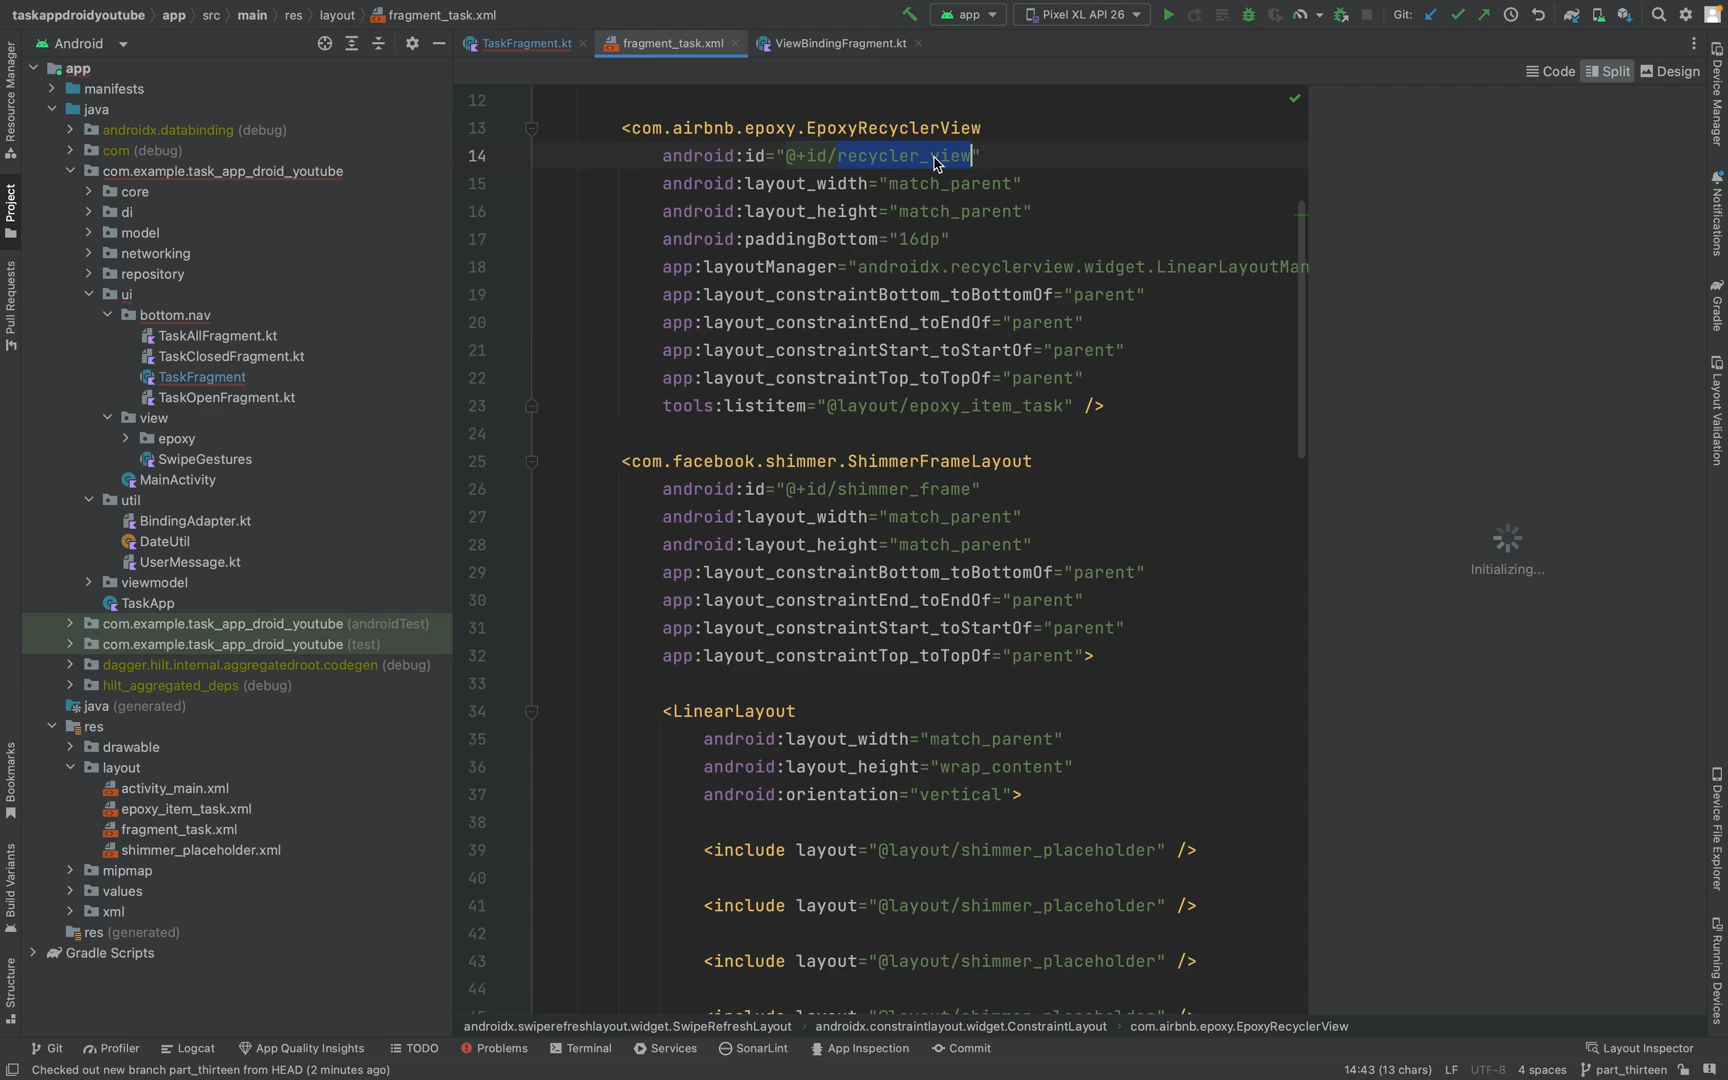 taskappdroidyoutube app src main res layout fragment_task.xml
app Pixel XL API 26 Git:
Android
TaskFragment.kt fragment_task.xml ViewBindingFragment.kt
Code Split Design
Resource Manager
Project
Pull Requests
Bookmarks
Build Variants
Structure
app
manifests
java
androidx.databinding (debug)
com (debug)
com.example.task_app_droid_youtube
core
di
model
networking
repository
ui
bottom.nav
TaskAllFragment.kt
TaskClosedFragment.kt
TaskFragment
TaskOpenFragment.kt
view
epoxy
SwipeGestures
MainActivity
util
BindingAdapter.kt
DateUtil
UserMessage.kt
viewmodel
TaskApp
com.example.task_app_droid_youtube (androidTest)
com.example.task_app_droid_youtube (test)
dagger.hilt.internal.aggregatedroot.codegen (debug)
hilt_aggregated_deps (debug)
java (generated)
res
drawable
layout
activity_main.xml
epoxy_item_task.xml
fragment_task.xml
shimmer_placeholder.xml
mipmap
values
xml
res (generated)
Gradle Scripts
12
13 <com.airbnb.epoxy.EpoxyRecyclerView
14 android:id="@+id/recycler_view"
15 android:layout_width="match_parent"
16 android:layout_height="match_parent"
17 android:paddingBottom="16dp"
18 app:layoutManager="androidx.recyclerview.widget.LinearLayoutMan
19 app:layout_constraintBottom_toBottomOf="parent"
20 app:layout_constraintEnd_toEndOf="parent"
21 app:layout_constraintStart_toStartOf="parent"
22 app:layout_constraintTop_toTopOf="parent"
23 tools:listitem="@layout/epoxy_item_task" />
24
25 <com.facebook.shimmer.ShimmerFrameLayout
26 android:id="@+id/shimmer_frame"
27 android:layout_width="match_parent"
28 android:layout_height="match_parent"
29 app:layout_constraintBottom_toBottomOf="parent"
30 app:layout_constraintEnd_toEndOf="parent"
31 app:layout_constraintStart_toStartOf="parent"
32 app:layout_constraintTop_toTopOf="parent">
33
34 <LinearLayout
35 android:layout_width="match_parent"
36 android:layout_height="wrap_content"
37 android:orientation="vertical">
38
39 <include layout="@layout/shimmer_placeholder" />
40
41 <include layout="@layout/shimmer_placeholder" />
42
43 <include layout="@layout/shimmer_placeholder" />
44
Initializing...
Device Manager
Notifications
Gradle
Layout Validation
Device File Explorer
Running Devices
androidx.swiperefreshlayout.widget.SwipeRefreshLayout androidx.constraintlayout.widget.ConstraintLayout com.airbnb.epoxy.EpoxyRecyclerView
Git Profiler Logcat App Quality Insights TODO Problems Terminal Services SonarLint App Inspection Commit Layout Inspector
Checked out new branch part_thirteen from HEAD (2 minutes ago) 14:43 (13 chars) LF UTF-8 4 spaces part_thirteen